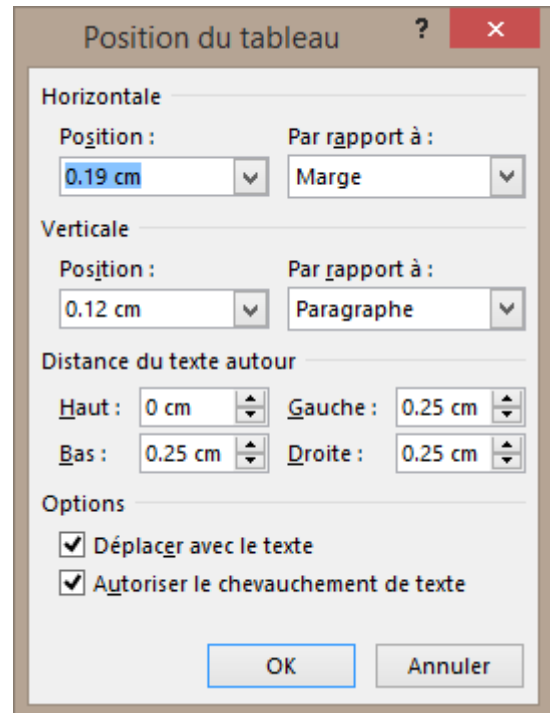 Position du tableau ?
Horizontale
Position : Par rapport à :
0.19 cm Marge
Verticale
Position : Par rapport à :
0.12 cm Paragraphe
Distance du texte autour
Haut : 0 cm Gauche : 0.25 cm
Bas : 0.25 cm Droite : 0.25 cm
Options
Déplacer avec le texte
Autoriser le chevauchement de texte
OK Annuler